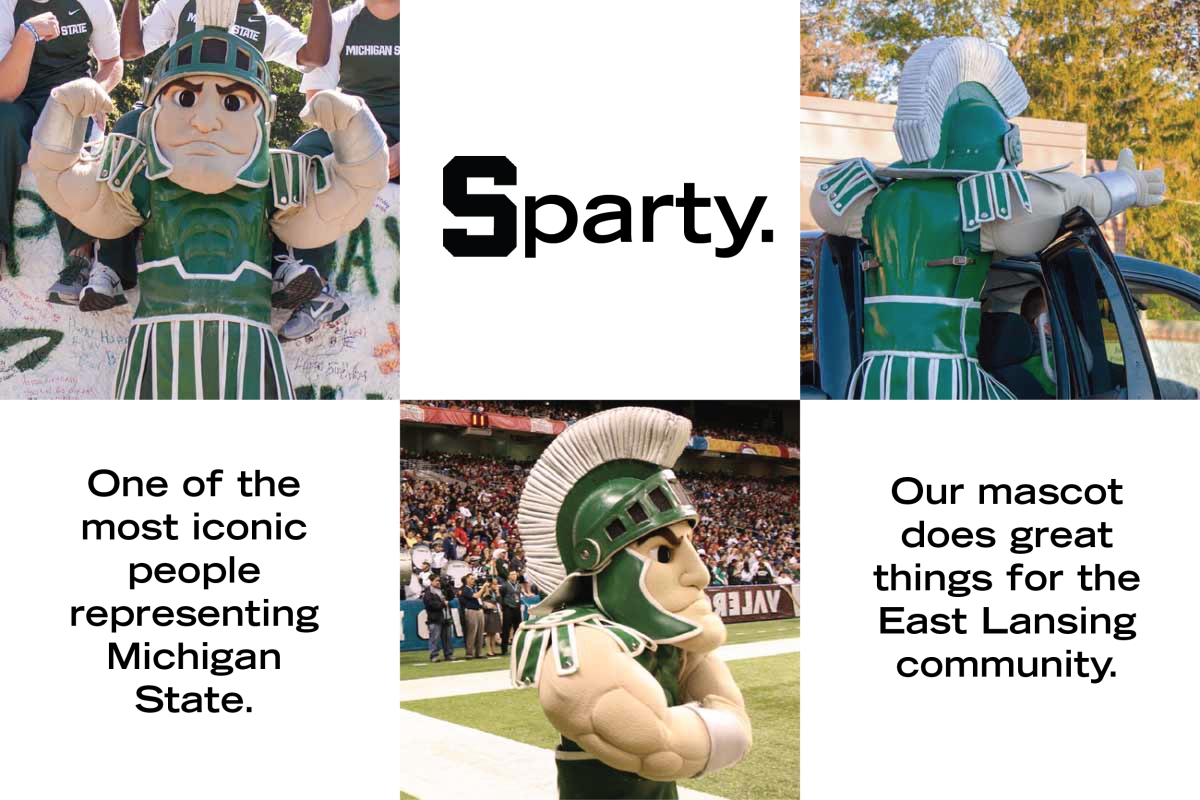 STATE
STATE
MICHIGAN S
Sparty.
One of the
most iconic
people
representing
Michigan
State.
VALER
Our mascot
does great
things for the
East Lansing
community.